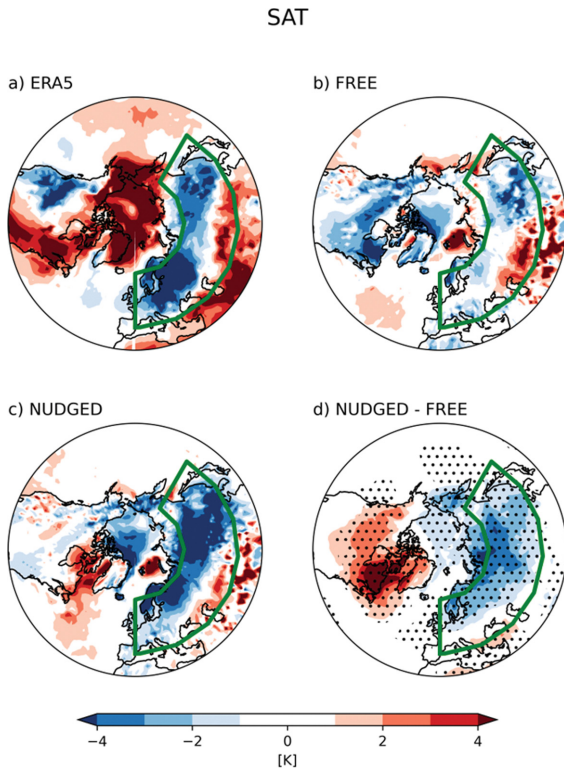 SAT
a) ERA5
b) FREE
c) NUDGED
d) NUDGED - FREE
−4 −2 0 2 4
[K]